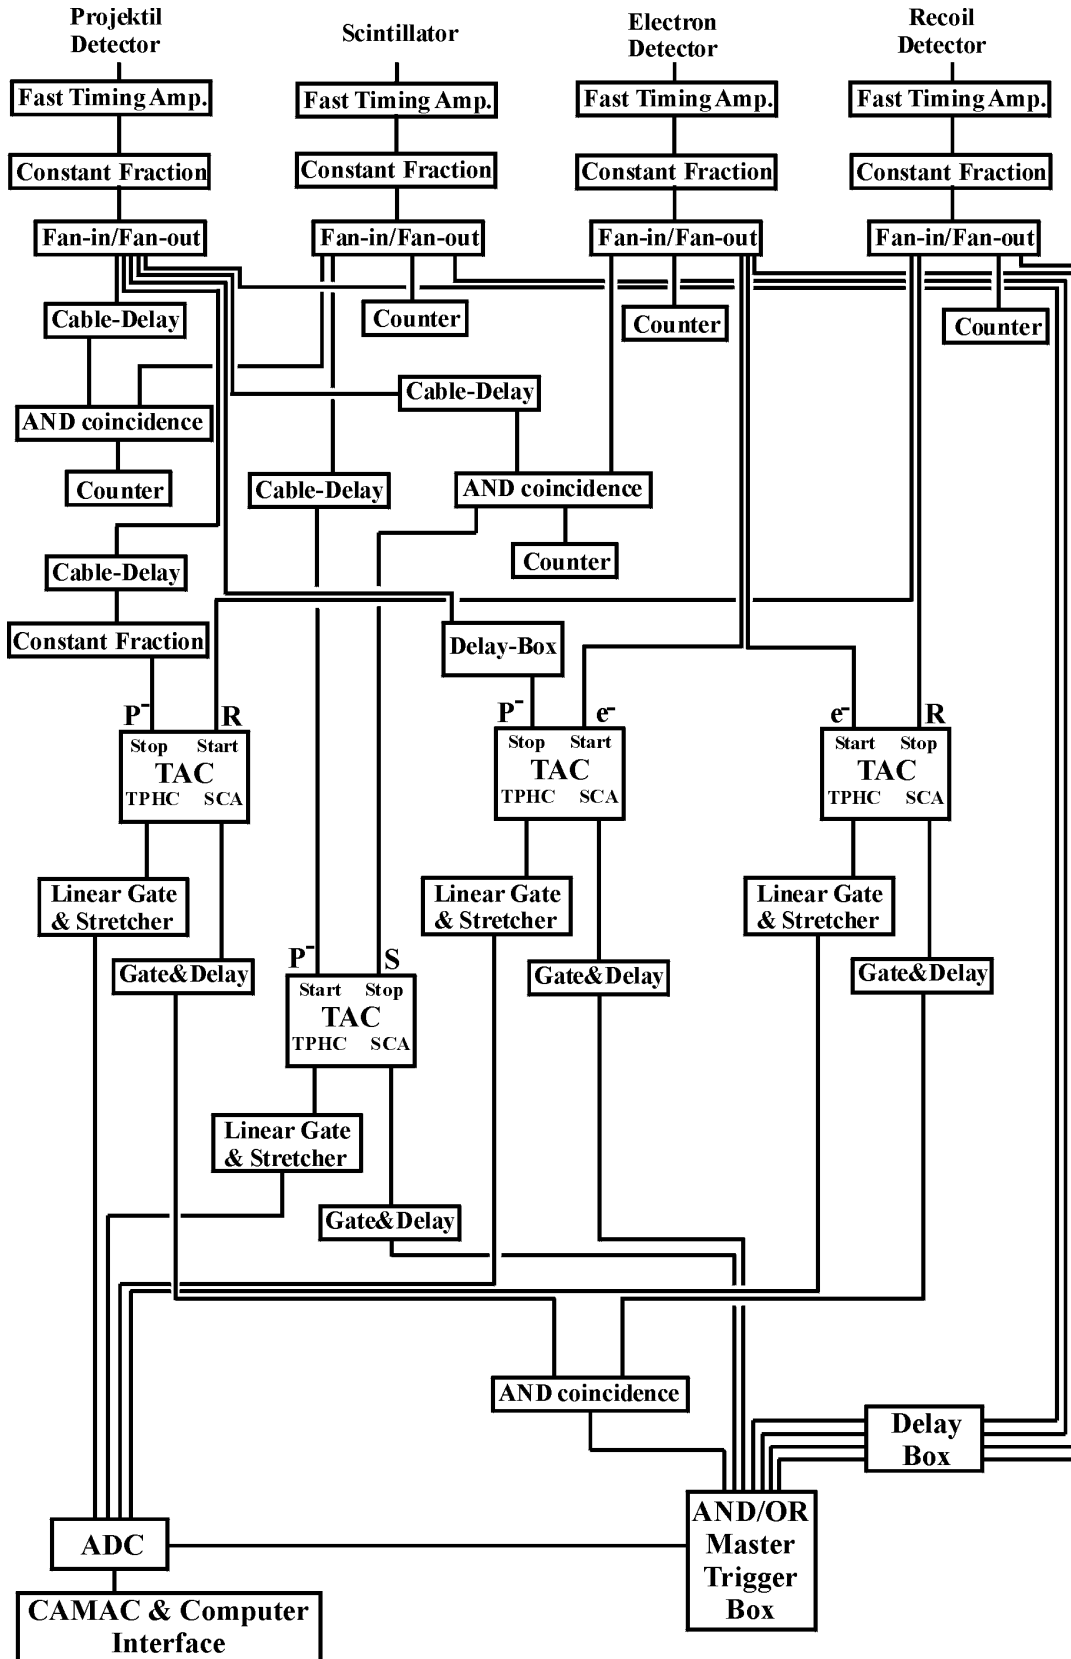 Projektil
Detector
Scintillator
Electron
Detector
Recoil
Detector
Fast Timing Amp.
Fast Timing Amp.
Fast Timing Amp.
Fast Timing Amp.
Constant Fraction
Constant Fraction
Constant Fraction
Constant Fraction
Fan-in/Fan-out
Fan-in/Fan-out
Fan-in/Fan-out
Fan-in/Fan-out
Cable-Delay
Counter
Counter
Counter
Cable-Delay
AND coincidence
Counter
Cable-Delay
AND coincidence
Counter
Cable-Delay
Constant Fraction
Delay-Box
P⁻ R
Stop Start
TAC
TPHC SCA
P⁻ e⁻
Stop Start
TAC
TPHC SCA
e⁻ R
Start Stop
TAC
TPHC SCA
Linear Gate
& Stretcher
Linear Gate
& Stretcher
Linear Gate
& Stretcher
Gate&Delay
Gate&Delay
Gate&Delay
P⁻ S
Start Stop
TAC
TPHC SCA
Linear Gate
& Stretcher
Gate&Delay
AND coincidence
Delay
Box
AND/OR
Master
Trigger
Box
ADC
CAMAC & Computer
Interface